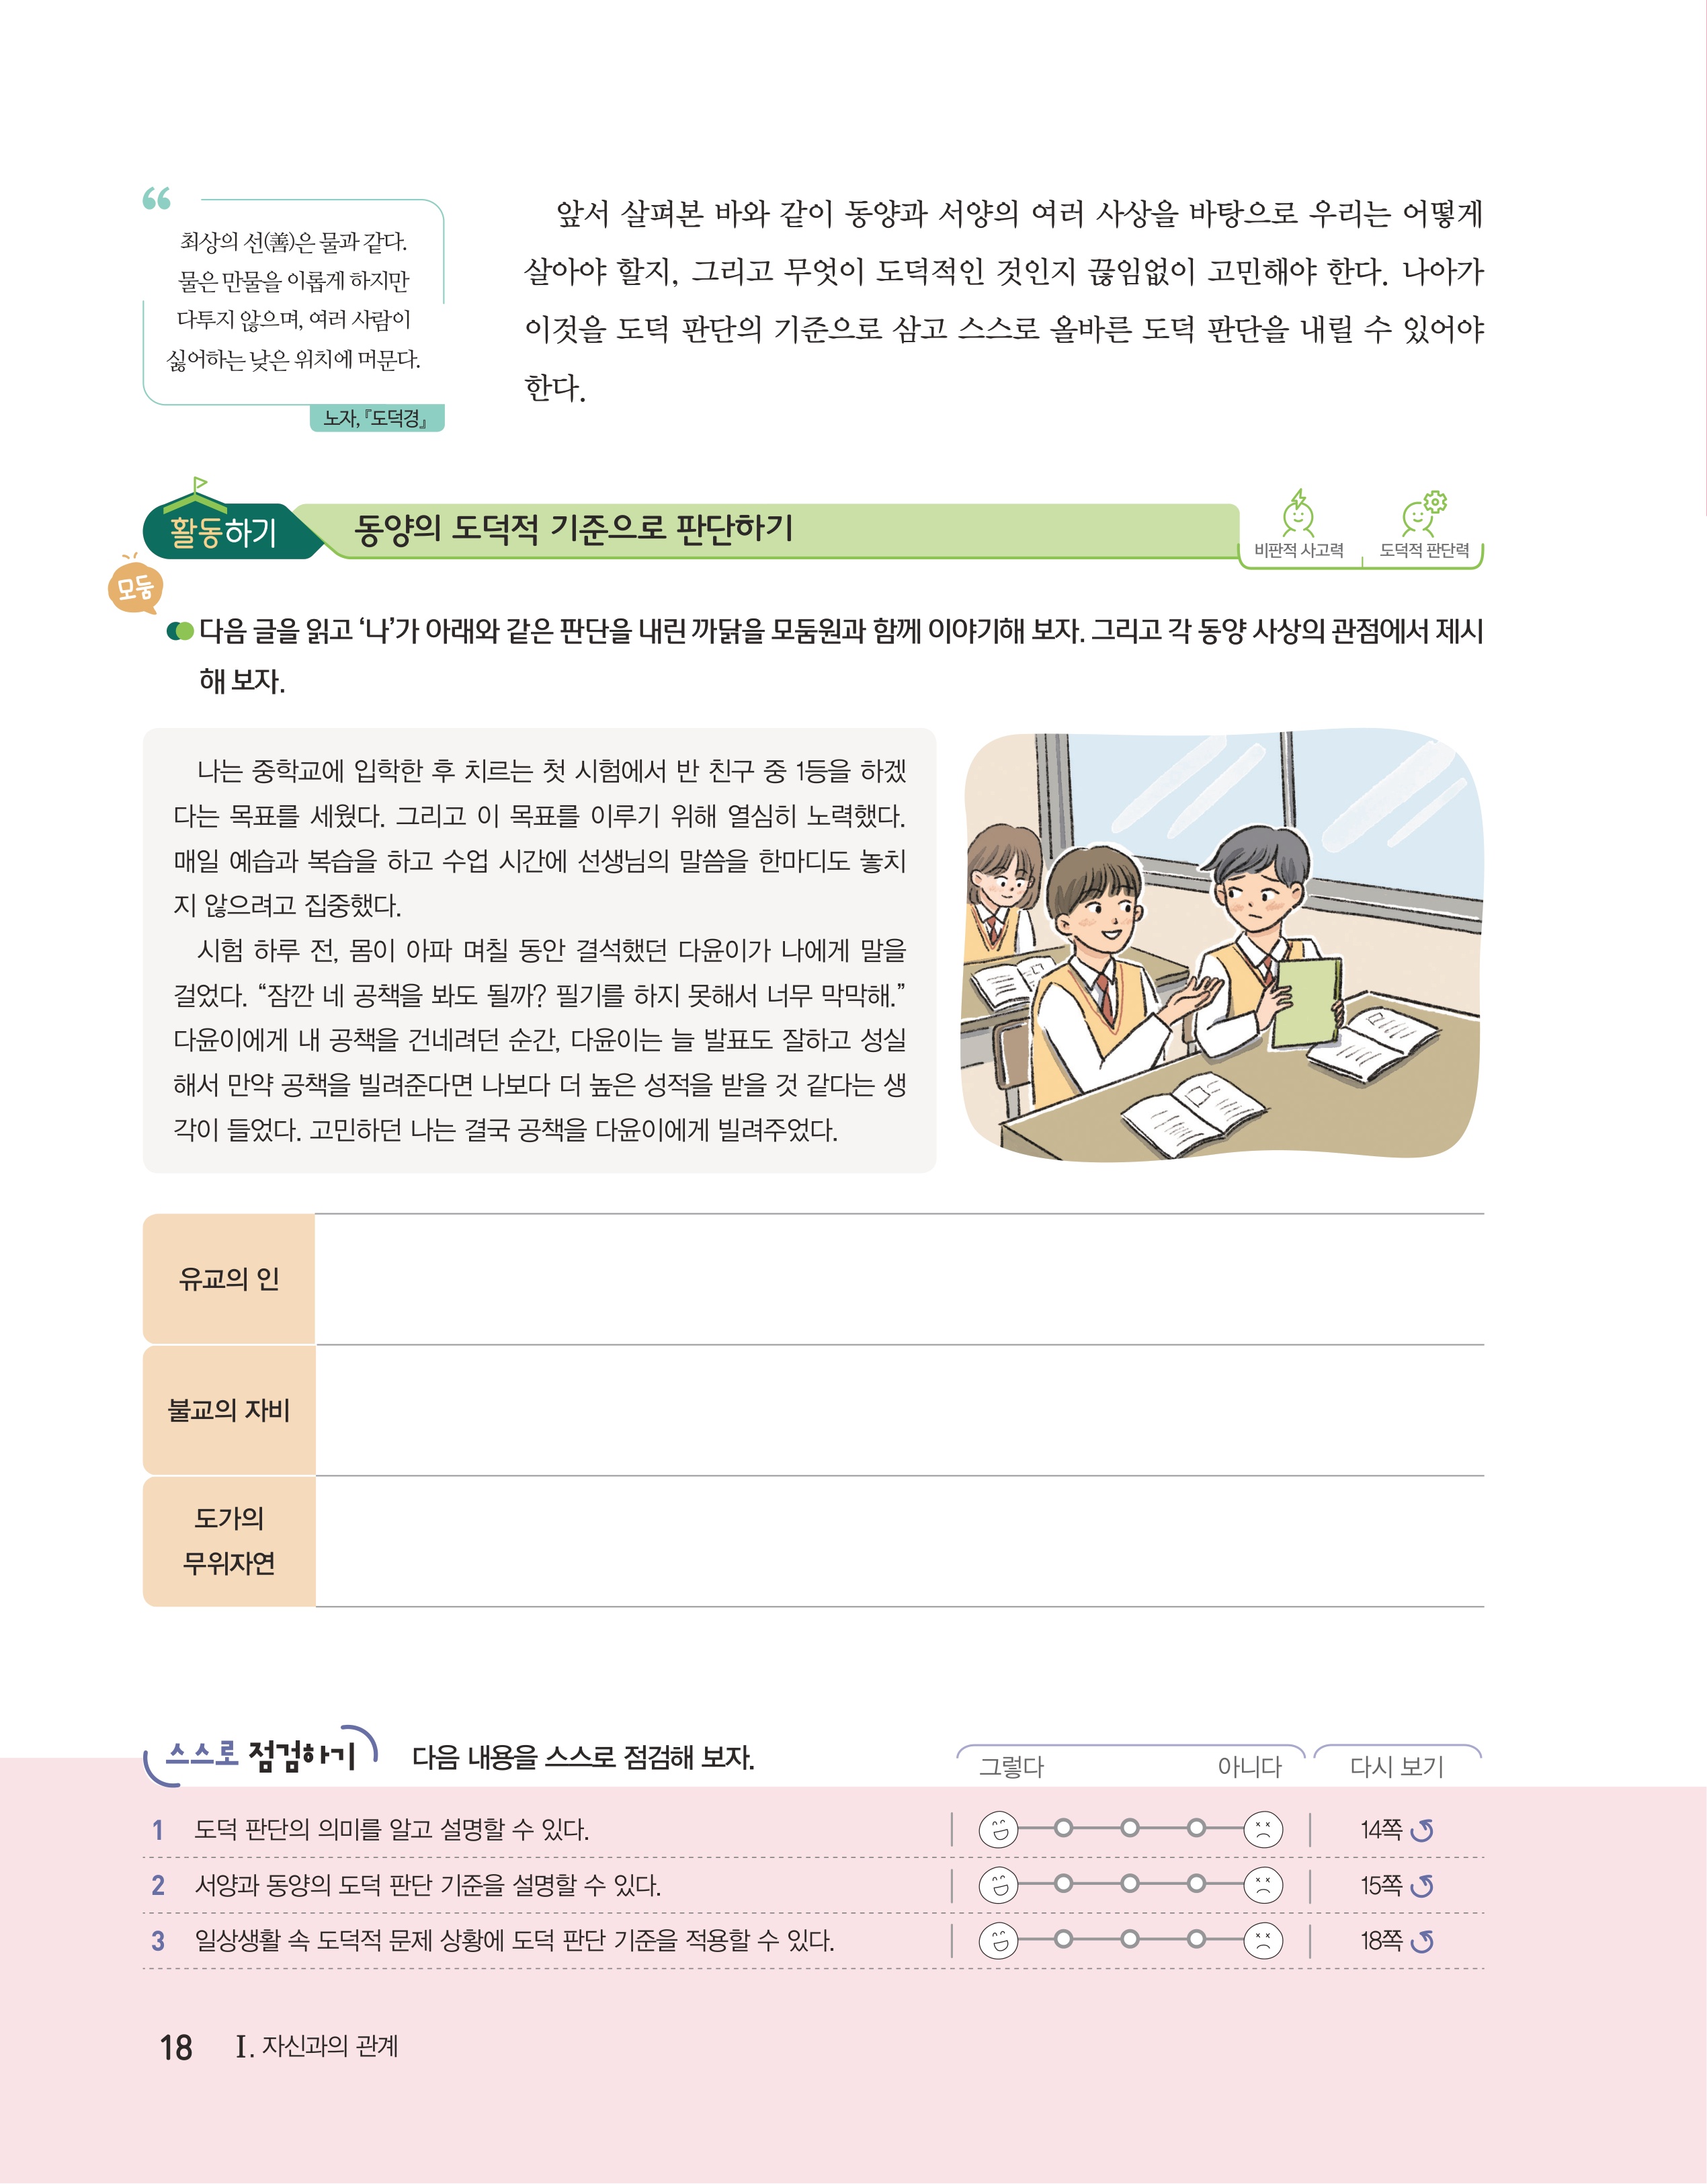 최상의 선(善)은 물과 같다.
물은 만물을 이롭게 하지만
다투지 않으며, 여러 사람이
싫어하는 낮은 위치에 머문다.
노자, 『도덕경』
앞서 살펴본 바와 같이 동양과 서양의 여러 사상을 바탕으로 우리는 어떻게
살아야 할지, 그리고 무엇이 도덕적인 것인지 끊임없이 고민해야 한다. 나아가
이것을 도덕 판단의 기준으로 삼고 스스로 올바른 도덕 판단을 내릴 수 있어야
한다.
활동하기
동양의 도덕적 기준으로 판단하기
비판적 사고력
도덕적 판단력
모둠
다음 글을 읽고 ‘나’가 아래와 같은 판단을 내린 까닭을 모둠원과 함께 이야기해 보자. 그리고 각 동양 사상의 관점에서 제시
해 보자.
나는 중학교에 입학한 후 치르는 첫 시험에서 반 친구 중 1등을 하겠
다는 목표를 세웠다. 그리고 이 목표를 이루기 위해 열심히 노력했다.
매일 예습과 복습을 하고 수업 시간에 선생님의 말씀을 한마디도 놓치
지 않으려고 집중했다.
시험 하루 전, 몸이 아파 며칠 동안 결석했던 다윤이가 나에게 말을
걸었다. “잠깐 네 공책을 봐도 될까? 필기를 하지 못해서 너무 막막해.”
다윤이에게 내 공책을 건네려던 순간, 다윤이는 늘 발표도 잘하고 성실
해서 만약 공책을 빌려준다면 나보다 더 높은 성적을 받을 것 같다는 생
각이 들었다. 고민하던 나는 결국 공책을 다윤이에게 빌려주었다.
유교의 인
불교의 자비
도가의
무위자연
스스로 점검하기
다음 내용을 스스로 점검해 보자.
그렇다
아니다
다시 보기
1 도덕 판단의 의미를 알고 설명할 수 있다.
14쪽
2 서양과 동양의 도덕 판단 기준을 설명할 수 있다.
15쪽
3 일상생활 속 도덕적 문제 상황에 도덕 판단 기준을 적용할 수 있다.
18쪽
18 I. 자신과의 관계